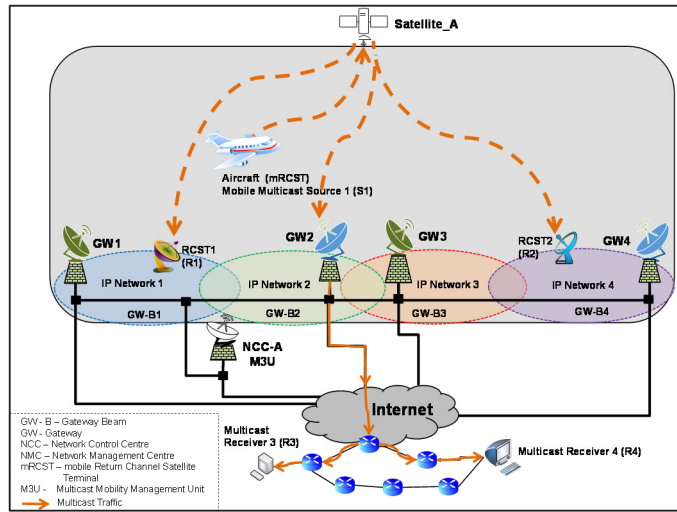 Satellite_A
Aircraft (mRCST)
Mobile Multicast Source 1 (S1)
GW1
RCST1
(R1)
GW2
GW3
RCST2
(R2)
GW4
IP Network 1
IP Network 2
IP Network 3
IP Network 4
GW-B1
GW-B2
GW-B3
GW-B4
NCC-A
M3U
Internet
Multicast
Receiver 3 (R3)
Multicast Receiver 4 (R4)
GW - B – Gateway Beam
GW - Gateway
NCC – Network Control Centre
NMC – Network Management Centre
mRCST – mobile Return Channel Satellite
Terminal
M3U - Multicast Mobility Management Unit
Multicast Traffic